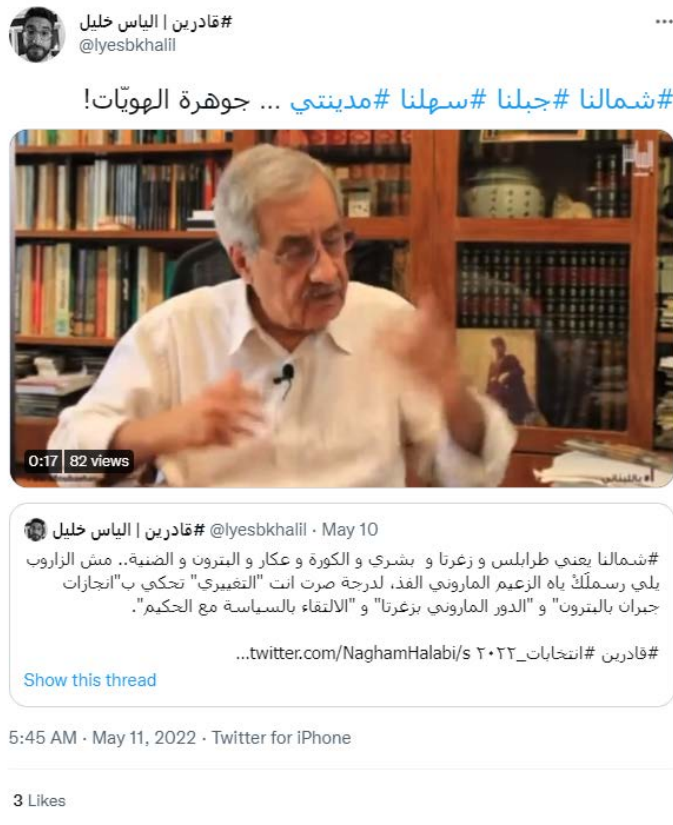 #قادرين | الياس خليل
@lyesbkhalil
#شمالنا #جبلنا #سهلنا #مدينتي ... جوهرة الهويّات!
0:17 82 views
#قادرين | الياس خليل @lyesbkhalil · May 10
#شمالنا يعني طرابلس و زغرتا و بشري و الكورة و عكار و البترون و الضنية.. مش الزاروب
يلي رسملَكْ ياه الزعيم الماروني الفذ، لدرجة صرت انت "التغييري" تحكي ب"انجازات
جبران بالبترون" و "الدور الماروني بزغرتا" و "الالتقاء بالسياسة مع الحكيم".
#قادرين #انتخابات_٢٠٢٢ twitter.com/NaghamHalabi/s...
Show this thread
5:45 AM · May 11, 2022 · Twitter for iPhone
3 Likes